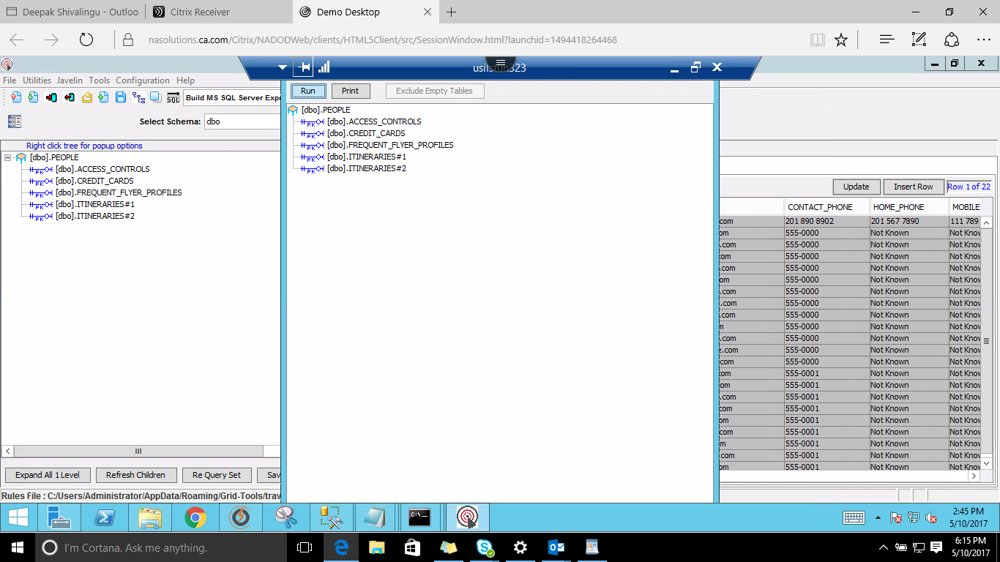 Deepak Shivalingu - Outloo
Citrix Receiver
Demo Desktop
nasolutions.ca.com/Citrix/NADODWeb/clients/HTML5Client/src/SessionWindow.html?launchid=1494418264468
File Utilities Javelin Tools Configuration Help
SQL
Build MS SQL Server Exp
Select Schema: dbo
Right click tree for popup options
[dbo].PEOPLE
FK [dbo].ACCESS_CONTROLS
FK [dbo].CREDIT_CARDS
FK [dbo].FREQUENT_FLYER_PROFILES
FK [dbo].ITINERARIES#1
FK [dbo].ITINERARIES#2
Expand All 1 Level
Refresh Children
Re Query Set
Sav
Rules File : C:/Users/Administrator/AppData/Roaming/Grid-Tools/trav
Run
Print
Exclude Empty Tables
[dbo].PEOPLE
FK [dbo].ACCESS_CONTROLS
FK [dbo].CREDIT_CARDS
FK [dbo].FREQUENT_FLYER_PROFILES
FK [dbo].ITINERARIES#1
FK [dbo].ITINERARIES#2
Update
Insert Row
Row 1 of 22
CONTACT_PHONE HOME_PHONE MOBILE
.com 201 890 8902 201 567 7890 111 789
om 555-0000 Not Known Not Know
.com 555-0000 Not Known Not Know
com 555-0000 Not Known Not Know
.com 555-0000 Not Known Not Know
om 555-0000 Not Known Not Know
.com 555-0000 Not Known Not Know
.com 555-0000 Not Known Not Know
.com 555-0000 Not Known Not Know
m 555-0000 Not Known Not Know
.com 555-0000 Not Known Not Know
e.com 555-0000 Not Known Not Know
com 555-0000 Not Known Not Know
com 555-0001 Not Known Not Know
om 555-0001 Not Known Not Know
.com 555-0001 Not Known Not Know
com 555-0001 Not Known Not Know
om 555-0001 Not Known Not Know
com 555-0001 Not Known Not Know
m 555-0001 Not Known Not Know
com 555-0001 Not Known Not Know
om 555-0001 Not Known Not Know
2:45 PM
5/10/2017
I'm Cortana. Ask me anything.
6:15 PM
5/10/2017